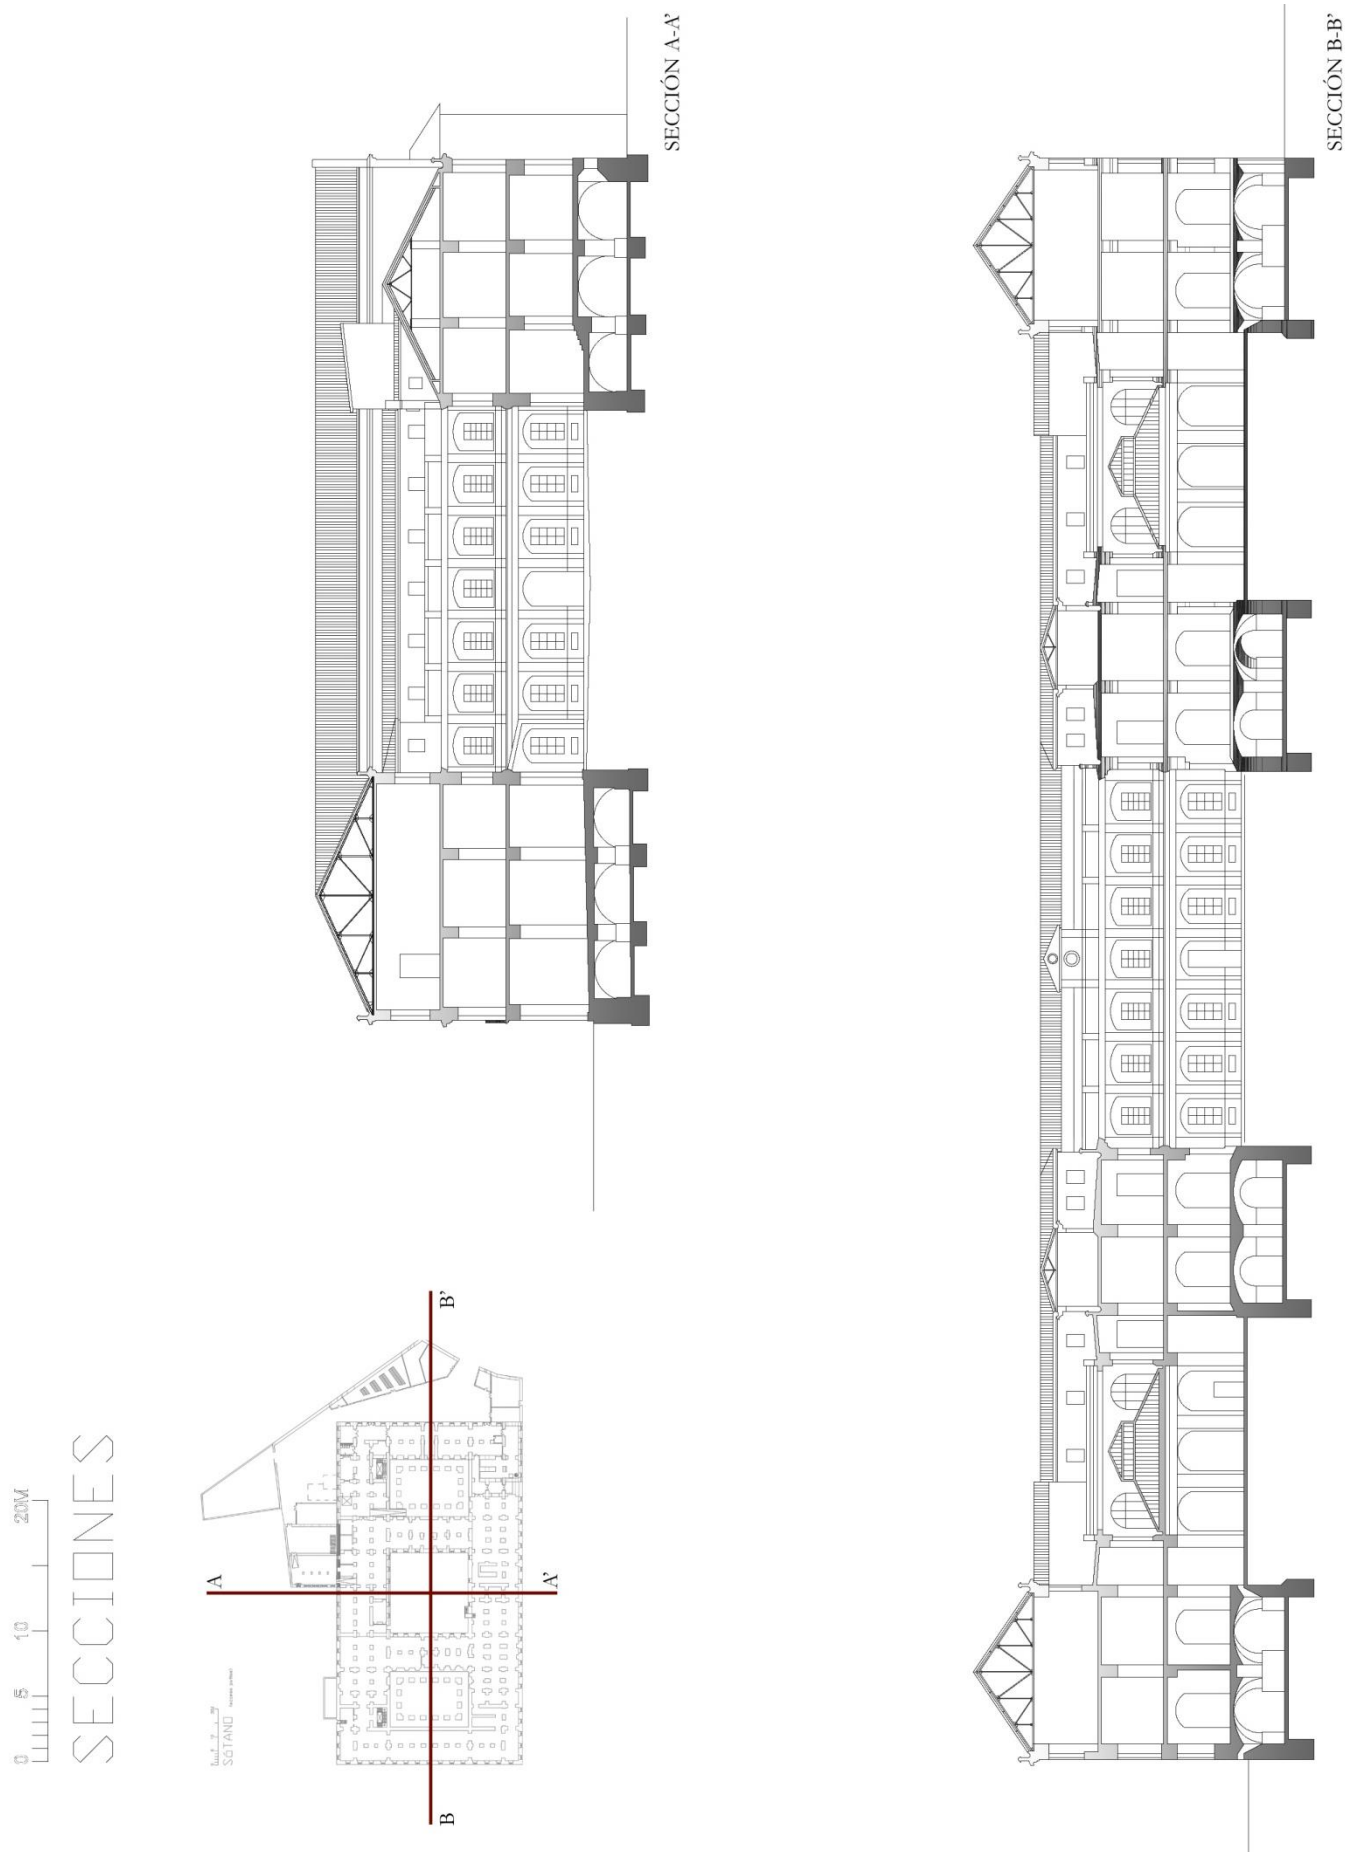 SECCIONES
0 5 10 20M
SóTANO
A
A'
B
B'
SECCIÓN A-A'
SECCIÓN B-B'